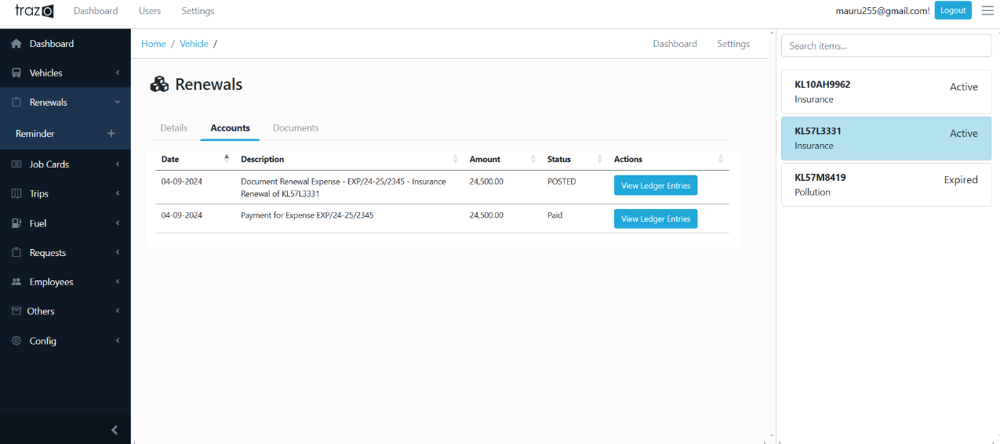 trazo
Dashboard Users Settings
mauru255@gmail.com! Logout
Dashboard
Vehicles
Renewals
Reminder
Job Cards
Trips
Fuel
Requests
Employees
Others
Config
Home / Vehicle /
Dashboard Settings
Renewals
Details Accounts Documents
Date Description Amount Status Actions
04-09-2024 Document Renewal Expense - EXP/24-25/2345 - Insurance 24,500.00 POSTED View Ledger Entries
Renewal of KL57L3331
04-09-2024 Payment for Expense EXP/24-25/2345 24,500.00 Paid View Ledger Entries
Search items...
KL10AH9962 Active
Insurance
KL57L3331 Active
Insurance
KL57M8419 Expired
Pollution